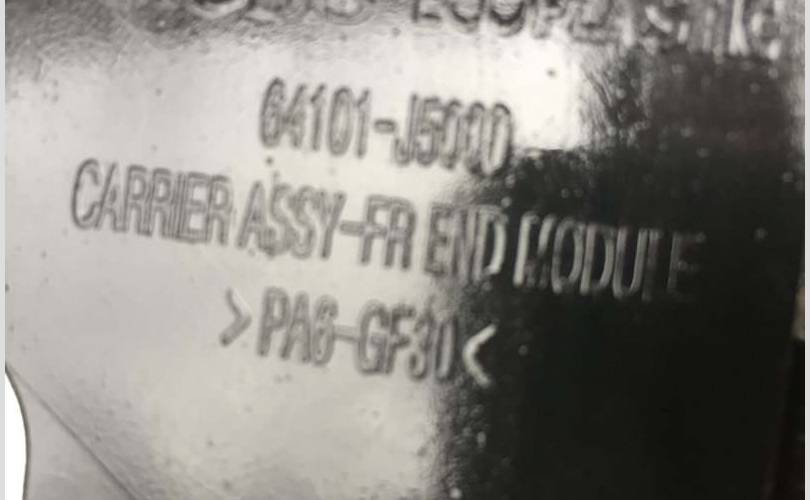 64101-J5000
CARRIER ASSY-FR END MODULE
>PA6-GF30<